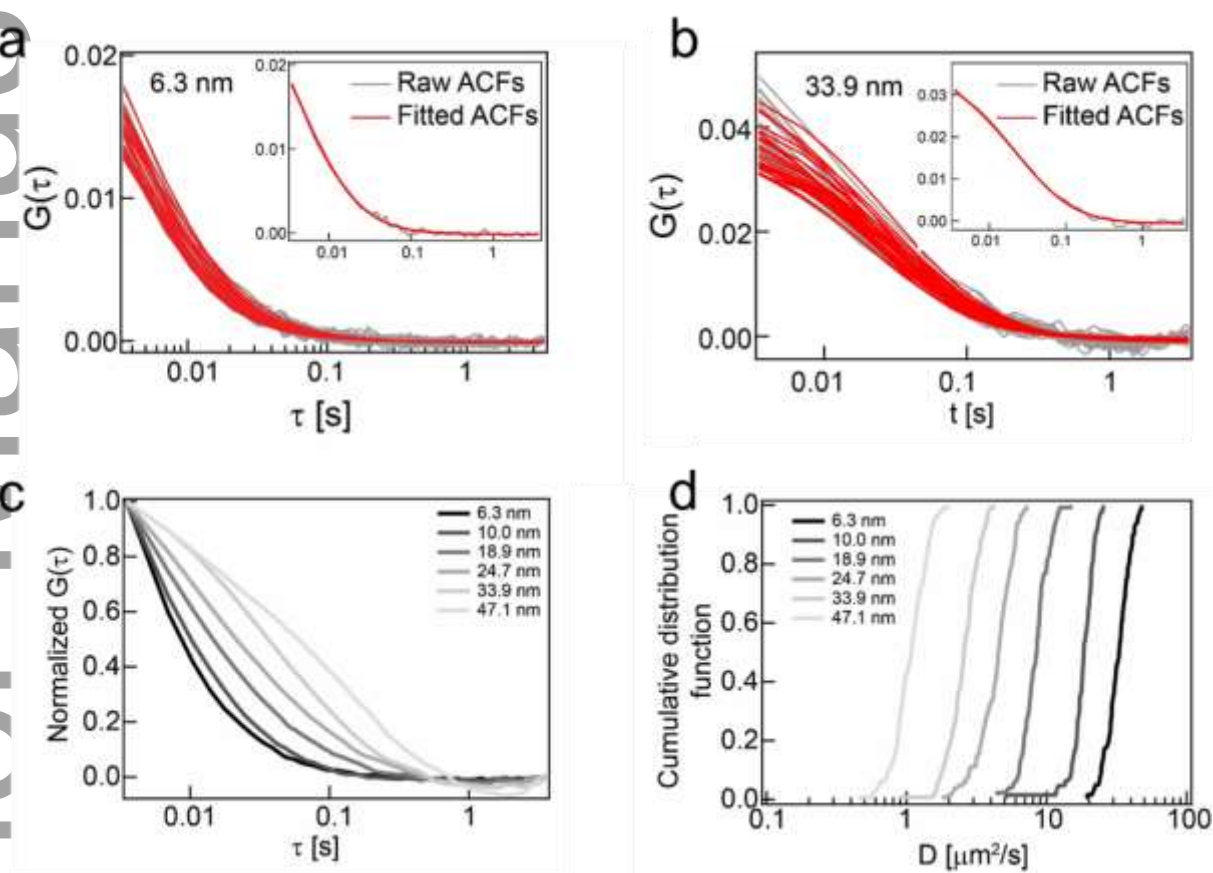 a
0.02
0.01
0.00
G(τ)
6.3 nm
0.02
0.01
0.00
0.01 0.1 1
Raw ACFs
Fitted ACFs
0.01 0.1 1
τ [s]
b
0.04
0.02
0.00
G(τ)
33.9 nm
0.03
0.02
0.01
0.00
0.01 0.1 1
Raw ACFs
Fitted ACFs
0.01 0.1 1
t [s]
c
1.0
0.8
0.6
0.4
0.2
0.0
Normalized G(τ)
6.3 nm
10.0 nm
18.9 nm
24.7 nm
33.9 nm
47.1 nm
0.01 0.1 1
τ [s]
d
1.0
0.8
0.6
0.4
0.2
0.0
Cumulative distribution
function
6.3 nm
10.0 nm
18.9 nm
24.7 nm
33.9 nm
47.1 nm
0.1 1 10 100
D [μm²/s]